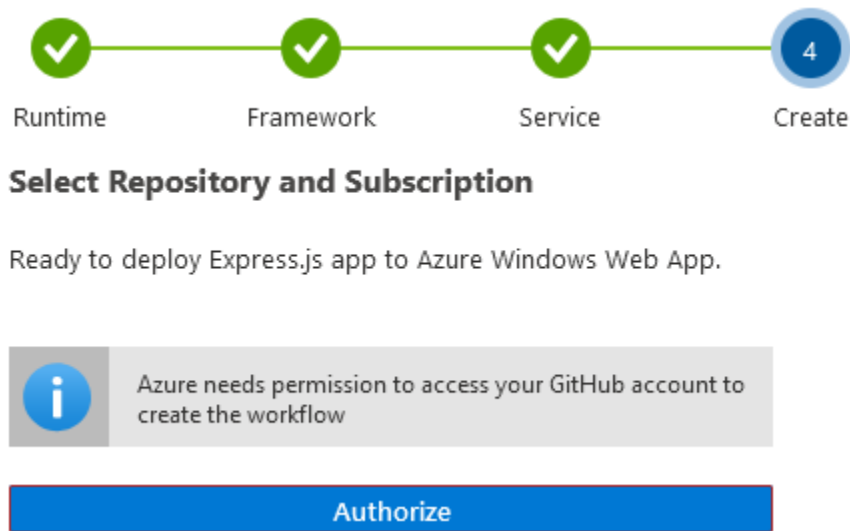 4
Runtime Framework Service Create
Select Repository and Subscription
Ready to deploy Express.js app to Azure Windows Web App.
i
Azure needs permission to access your GitHub account to
create the workflow
Authorize